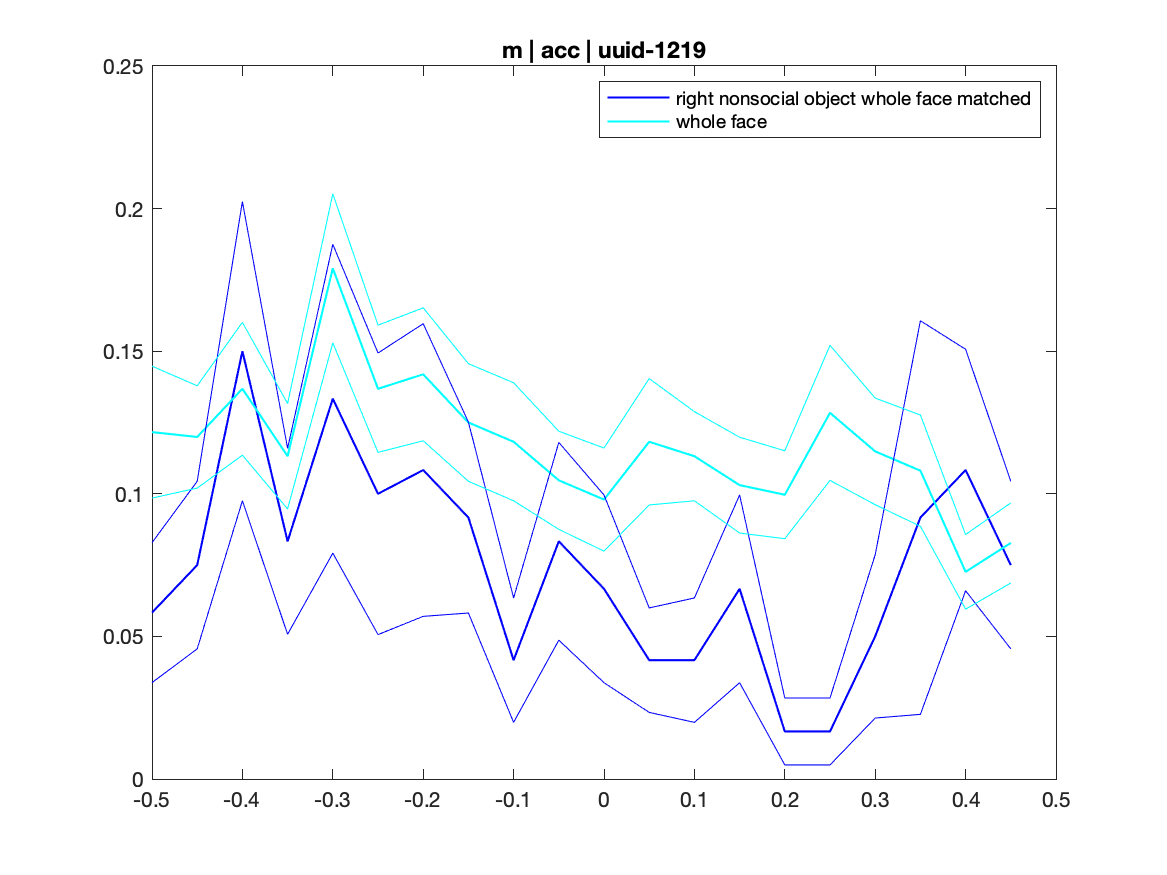 m | acc | uuid-1219
0.25
right nonsocial object whole face matched
whole face
0.2
0.15
0.1
0.05
0
-0.5 -0.4 -0.3 -0.2 -0.1 0 0.1 0.2 0.3 0.4 0.5